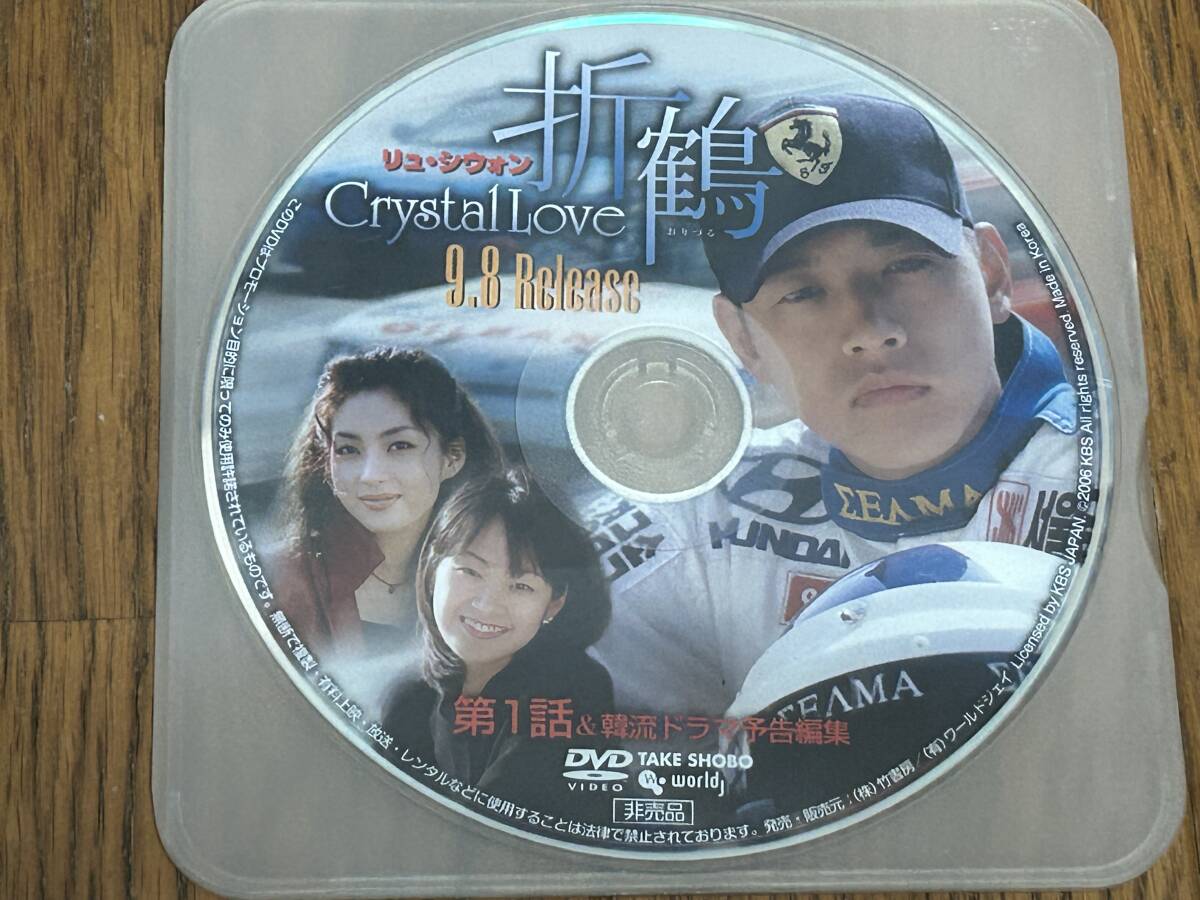 折鶴
おりづる
リュ・シウォン
Crystal Love
9.8 Release
HYUNDAI
ΣΕΛMA
ΣΕΛMA
第1話&韓流ドラマ予告編集
DVD VIDEO
TAKE SHOBO
world j
非売品
このDVDはプロモーション目的に限ってのみ使用許諾されているものです。無断で複製・有料上映・放送・レンタルなどに使用することは法律で禁止されております。発売・販売元:(株)竹書房/(有)ワールドジェイ Licensed by KBS JAPAN. ©2006 KBS All rights reserved. Made in Korea